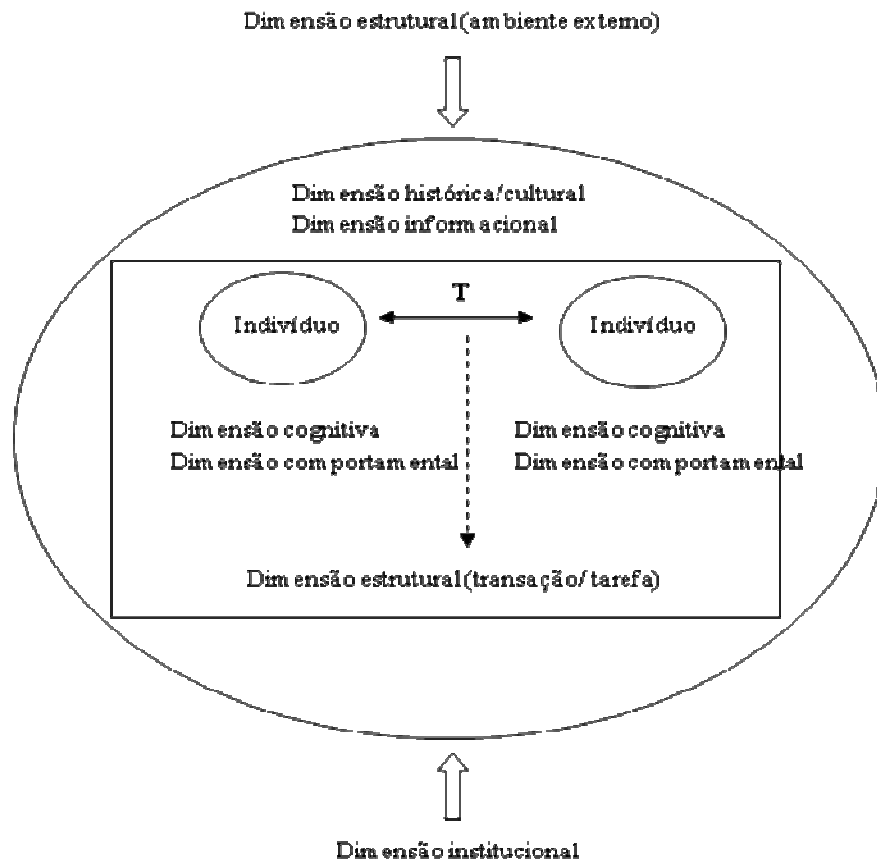 Dimensão estrutural (ambiente externo)
Dimensão histórica/cultural
Dimensão informacional
T
Indivíduo
Indivíduo
Dimensão cognitiva
Dimensão comportamental
Dimensão cognitiva
Dimensão comportamental
Dimensão estrutural (transação/ tarefa)
Dimensão institucional